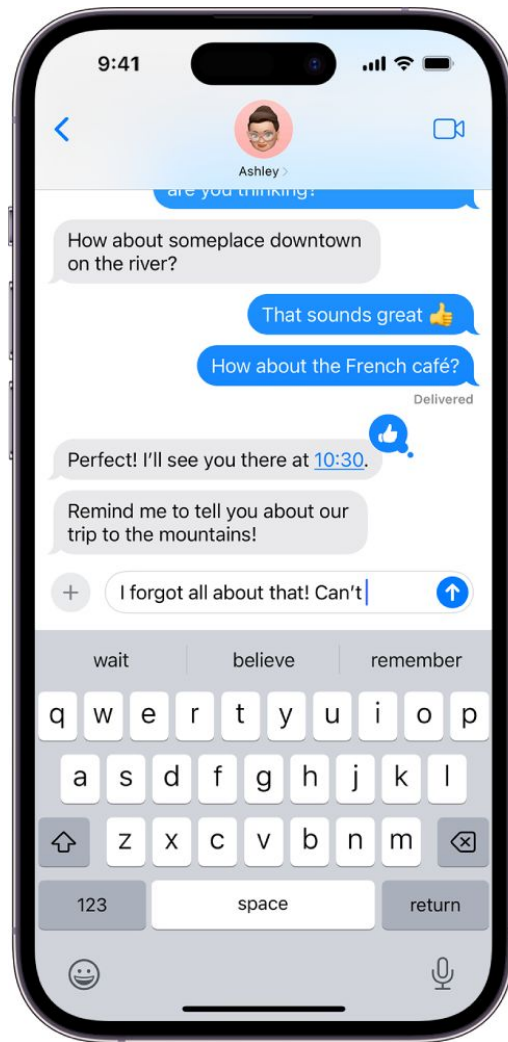 9:41
Ashley
are you thinking?
How about someplace downtown
on the river?
That sounds great 👍
How about the French café?
Delivered
Perfect! I’ll see you there at 10:30.
Remind me to tell you about our
trip to the mountains!
I forgot all about that! Can’t
wait believe remember
q w e r t y u i o p
a s d f g h j k l
z x c v b n m
123 space return